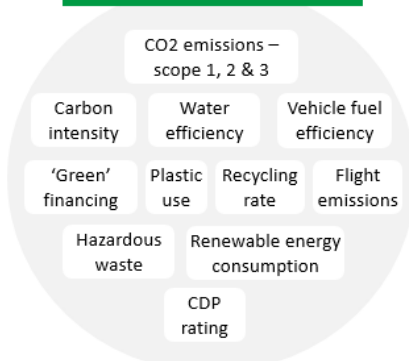 CO2 emissions –
scope 1, 2 & 3
Carbon
intensity
Water
efficiency
Vehicle fuel
efficiency
‘Green’
financing
Plastic
use
Recycling
rate
Flight
emissions
Hazardous
waste
Renewable energy
consumption
CDP
rating